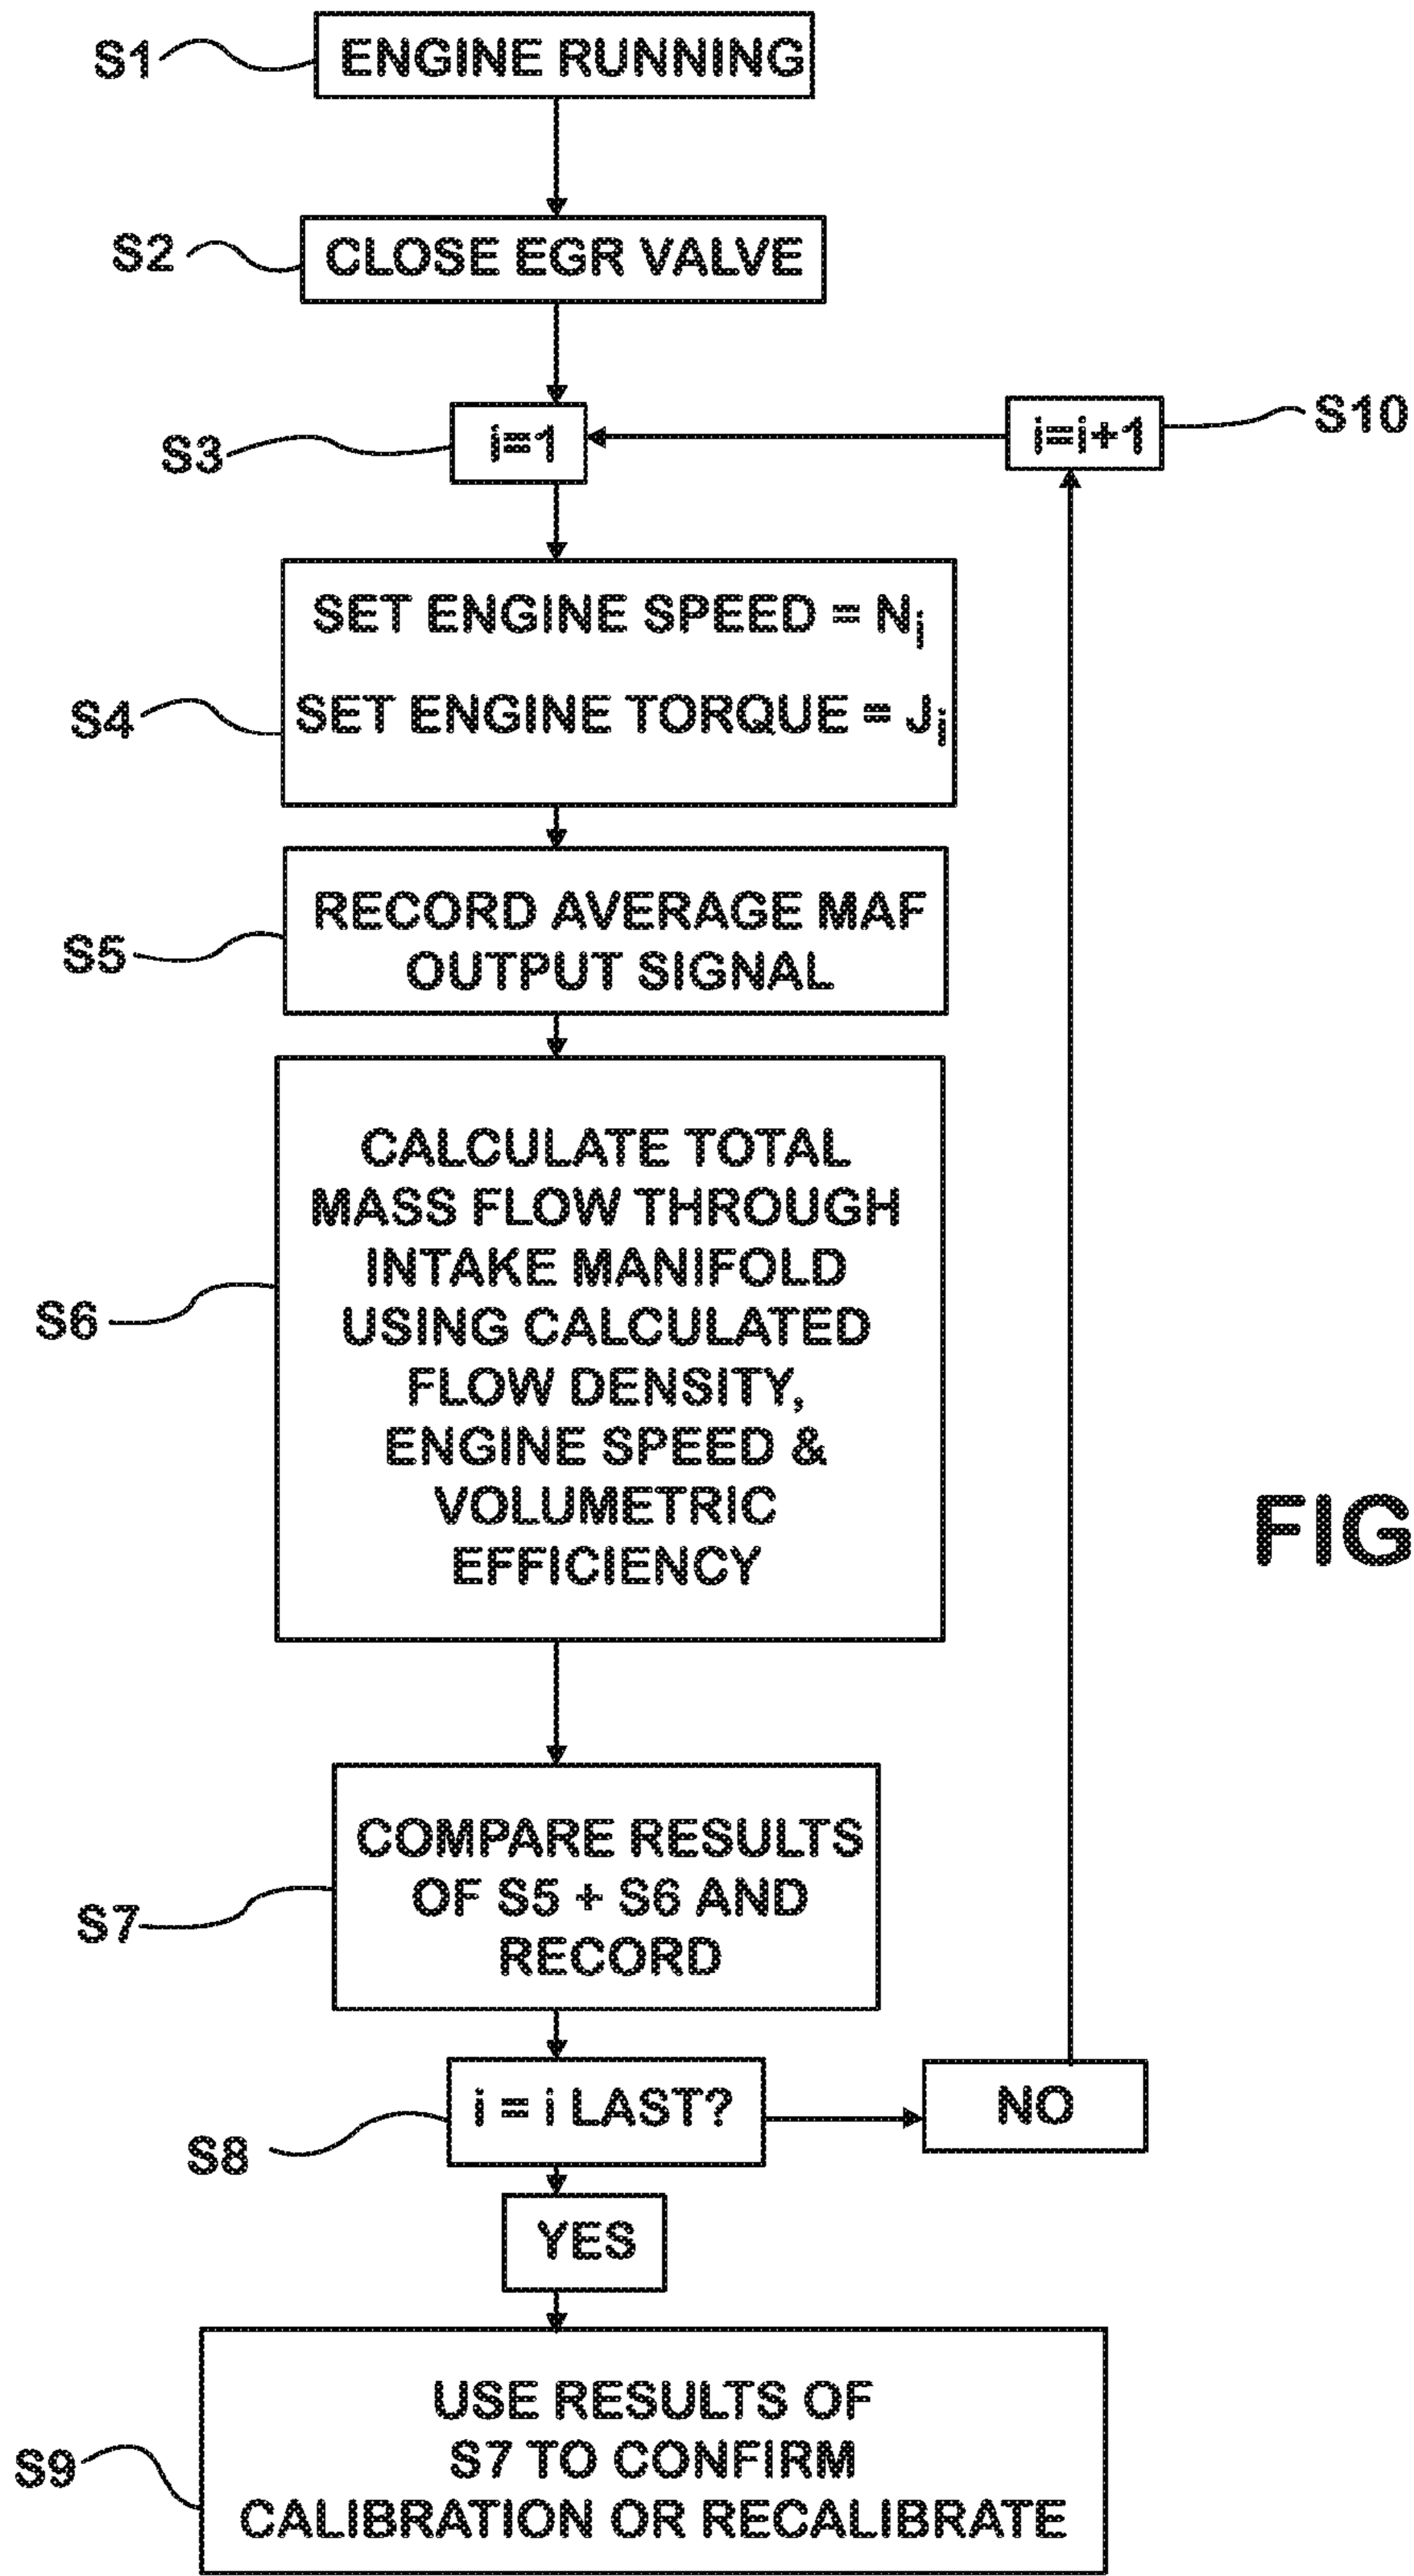 S1
ENGINE RUNNING
S2
CLOSE EGR VALVE
S3
i=1
i=i+1
S10
S4
SET ENGINE SPEED = Ni
SET ENGINE TORQUE = Ji
S5
RECORD AVERAGE MAF
OUTPUT SIGNAL
S6
CALCULATE TOTAL
MASS FLOW THROUGH
INTAKE MANIFOLD
USING CALCULATED
FLOW DENSITY,
ENGINE SPEED &
VOLUMETRIC
EFFICIENCY
FIG
S7
COMPARE RESULTS
OF S5 + S6 AND
RECORD
S8
i = i LAST?
NO
YES
S9
USE RESULTS OF
S7 TO CONFIRM
CALIBRATION OR RECALIBRATE